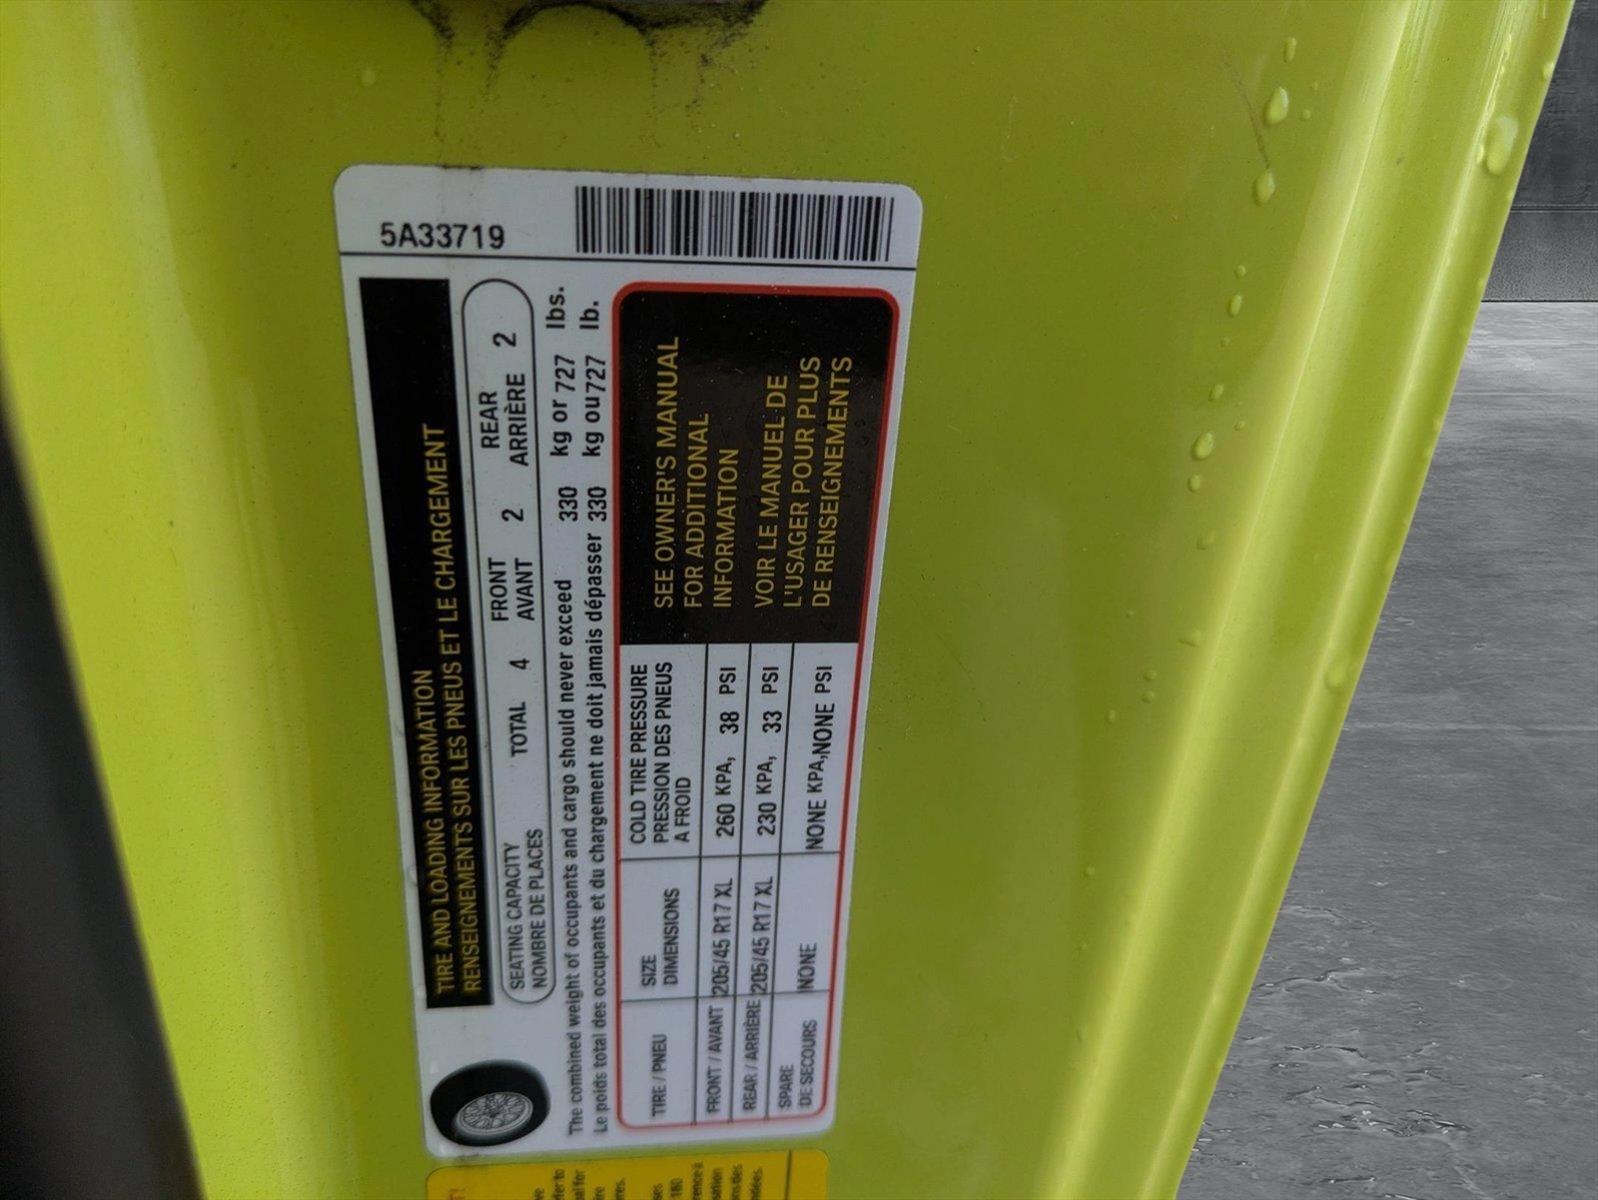 5A33719
TIRE AND LOADING INFORMATION
RENSEIGNEMENTS SUR LES PNEUS ET LE CHARGEMENT
SEATING CAPACITY TOTAL 4 FRONT 2 REAR 2
NOMBRE DE PLACES AVANT ARRIÈRE
The combined weight of occupants and cargo should never exceed 330 kg or 727 lbs.
Le poids total des occupants et du chargement ne doit jamais dépasser 330 kg ou 727 lb.
TIRE / PNEU
SIZE
DIMENSIONS
COLD TIRE PRESSURE
PRESSION DES PNEUS
A FROID
FRONT / AVANT 205/45 R17 XL 260 KPA, 38 PSI
REAR / ARRIÈRE 205/45 R17 XL 230 KPA, 33 PSI
SPARE
DE SECOURS NONE NONE KPA,NONE PSI
SEE OWNER'S MANUAL
FOR ADDITIONAL
INFORMATION
VOIR LE MANUEL DE
L'USAGER POUR PLUS
DE RENSEIGNEMENTS